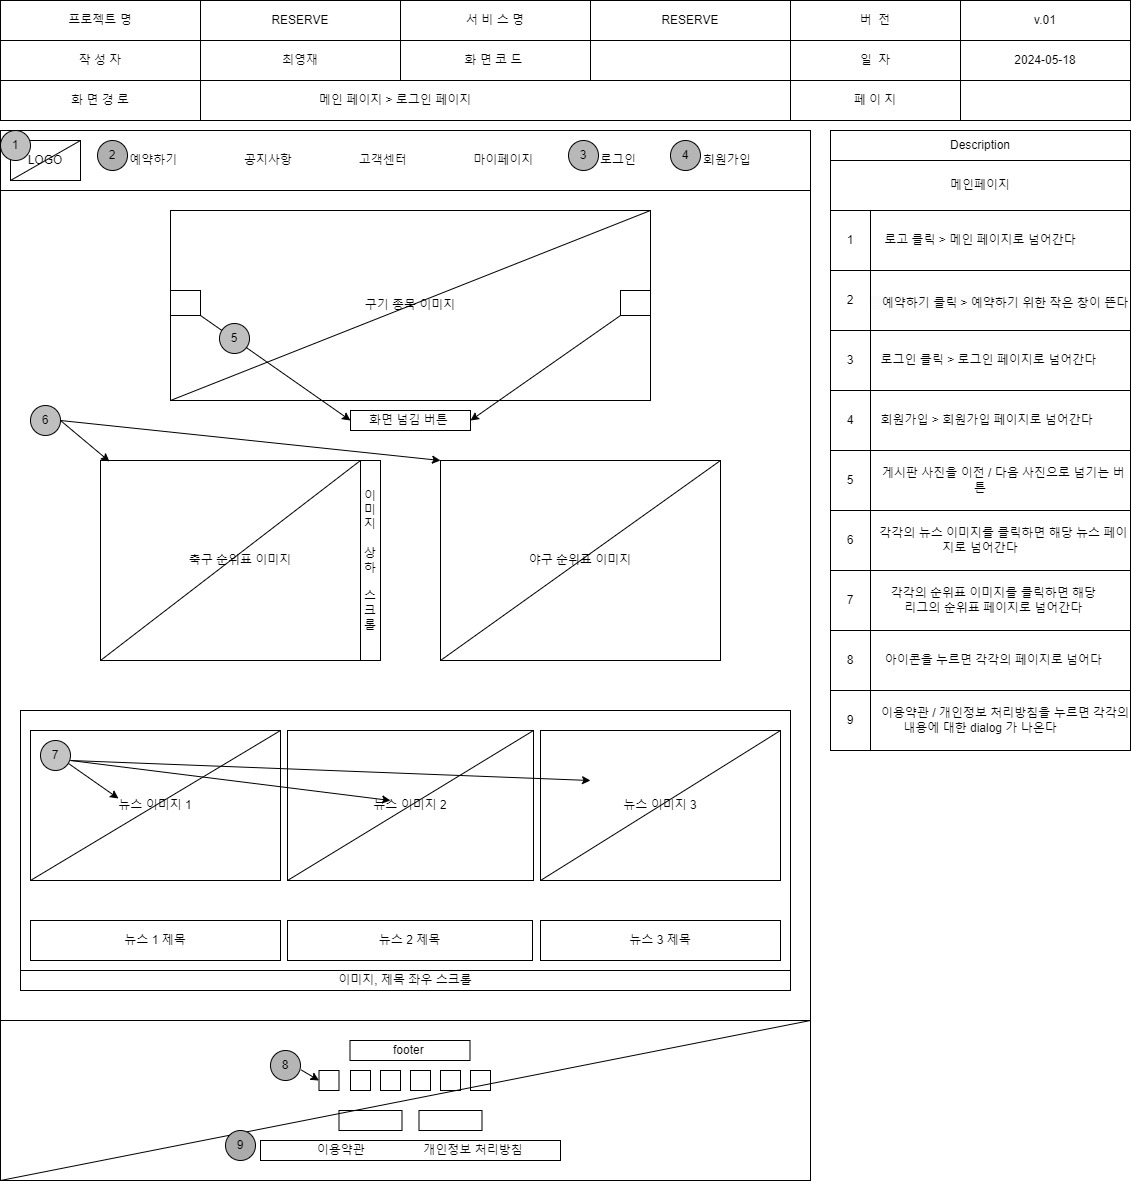 프로젝트 명 RESERVE 서 비 스 명 RESERVE 버 전 v.01
작 성 자 최영재 화 면 코 드 일 자 2024-05-18
화 면 경 로 메인 페이지 > 로그인 페이지 페 이 지
1 LOGO 2 예약하기 공지사항 고객센터 마이페이지 3 로그인 4 회원가입
구기 종목 이미지
5
화면 넘김 버튼
6
축구 순위표 이미지
이
미
지
상
하
스
크
롤
야구 순위표 이미지
7
뉴스 이미지 1 뉴스 이미지 2 뉴스 이미지 3
뉴스 1 제목 뉴스 2 제목 뉴스 3 제목
이미지, 제목 좌우 스크롤
footer
8
9 이용약관 개인정보 처리방침
Description
메인페이지
1 로고 클릭 > 메인 페이지로 넘어간다
2 예약하기 클릭 > 예약하기 위한 작은 창이 뜬다
3 로그인 클릭 > 로그인 페이지로 넘어간다
4 회원가입 > 회원가입 페이지로 넘어간다
5 게시판 사진을 이전 / 다음 사진으로 넘기는 버
튼
6 각각의 뉴스 이미지를 클릭하면 해당 뉴스 페이
지로 넘어간다
7 각각의 순위표 이미지를 클릭하면 해당
리그의 순위표 페이지로 넘어간다
8 아이콘을 누르면 각각의 페이지로 넘어다
9 이용약관 / 개인정보 처리방침을 누르면 각각의
내용에 대한 dialog 가 나온다